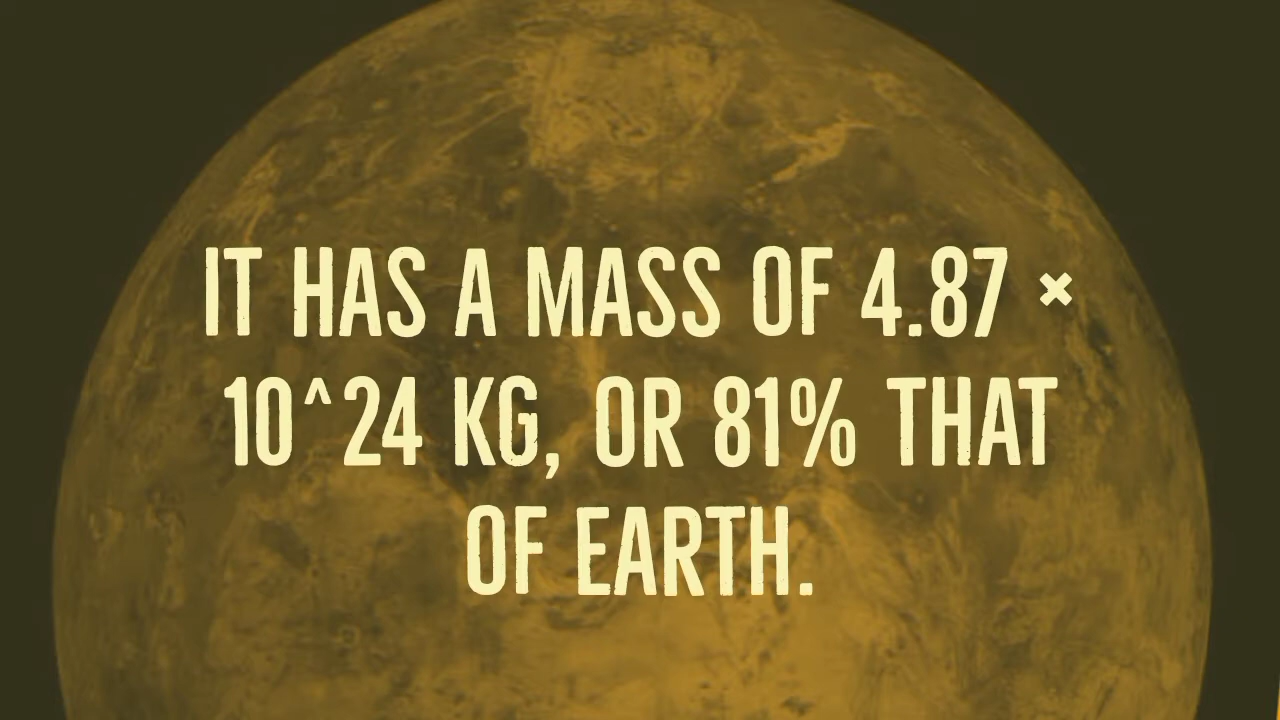 IT HAS A MASS OF 4.87 ×
10^24 KG, OR 81% THAT
OF EARTH.